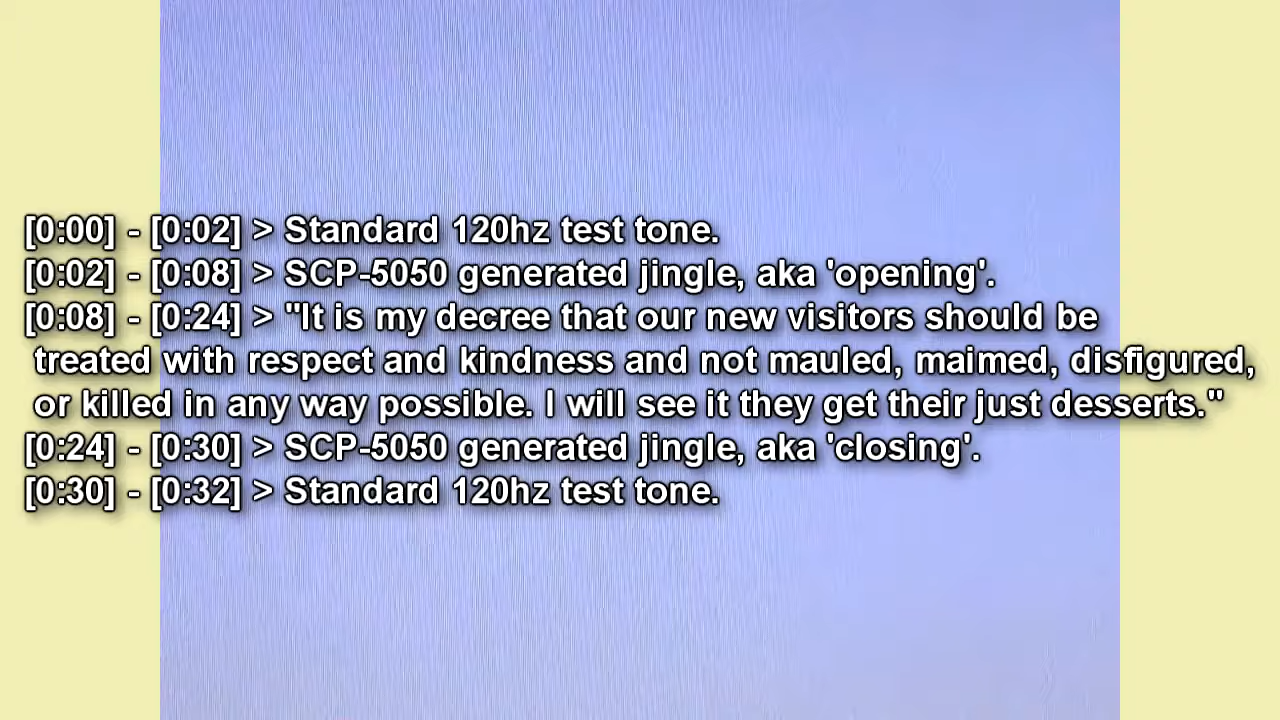 [0:00] - [0:02] > Standard 120hz test tone.
[0:02] - [0:08] > SCP-5050 generated jingle, aka 'opening'.
[0:08] - [0:24] > "It is my decree that our new visitors should be
treated with respect and kindness and not mauled, maimed, disfigured,
or killed in any way possible. I will see it they get their just desserts."
[0:24] - [0:30] > SCP-5050 generated jingle, aka 'closing'.
[0:30] - [0:32] > Standard 120hz test tone.